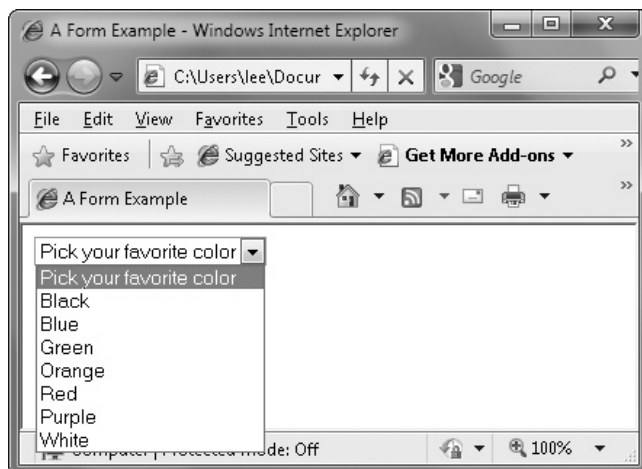 A Form Example - Windows Internet Explorer
C:\Users\lee\Docur
Google
File Edit View Favorites Tools Help
Favorites Suggested Sites Get More Add-ons
A Form Example
Pick your favorite color
Pick your favorite color
Black
Blue
Green
Orange
Red
Purple
White
Mode: Off
100%